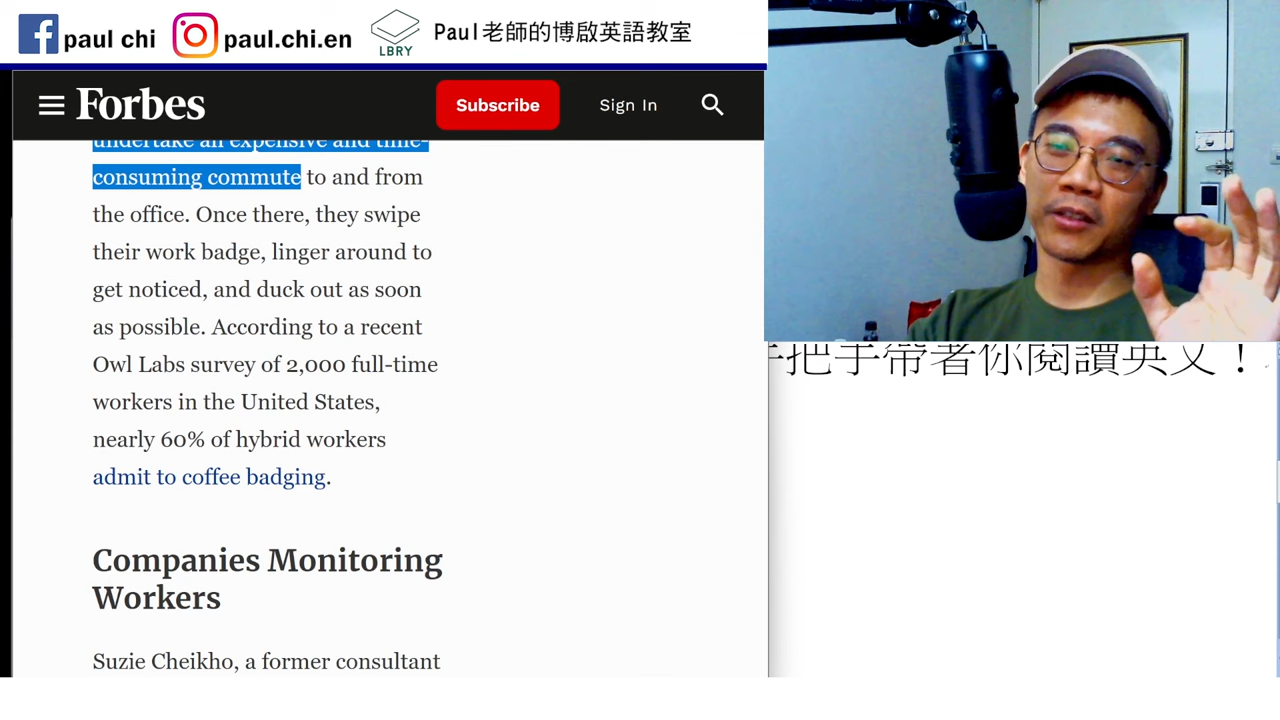 paul chi
paul.chi.en
LBRY
Paul老師的博啟英語教室
Forbes
Subscribe
Sign In
undertake an expensive and time-
consuming commute to and from
the office. Once there, they swipe
their work badge, linger around to
get noticed, and duck out as soon
as possible. According to a recent
Owl Labs survey of 2,000 full-time
workers in the United States,
nearly 60% of hybrid workers
admit to coffee badging.
Companies Monitoring
Workers
Suzie Cheikho, a former consultant
手把手帶著你閱讀英文！